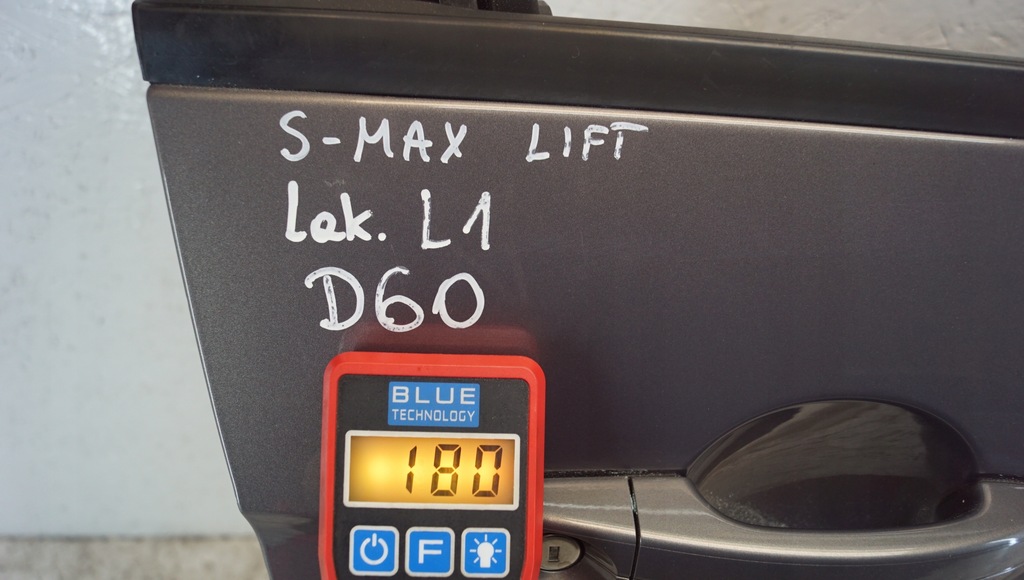 S-MAX LIFT
lak. L1
D60
BLUE
TECHNOLOGY
180
F